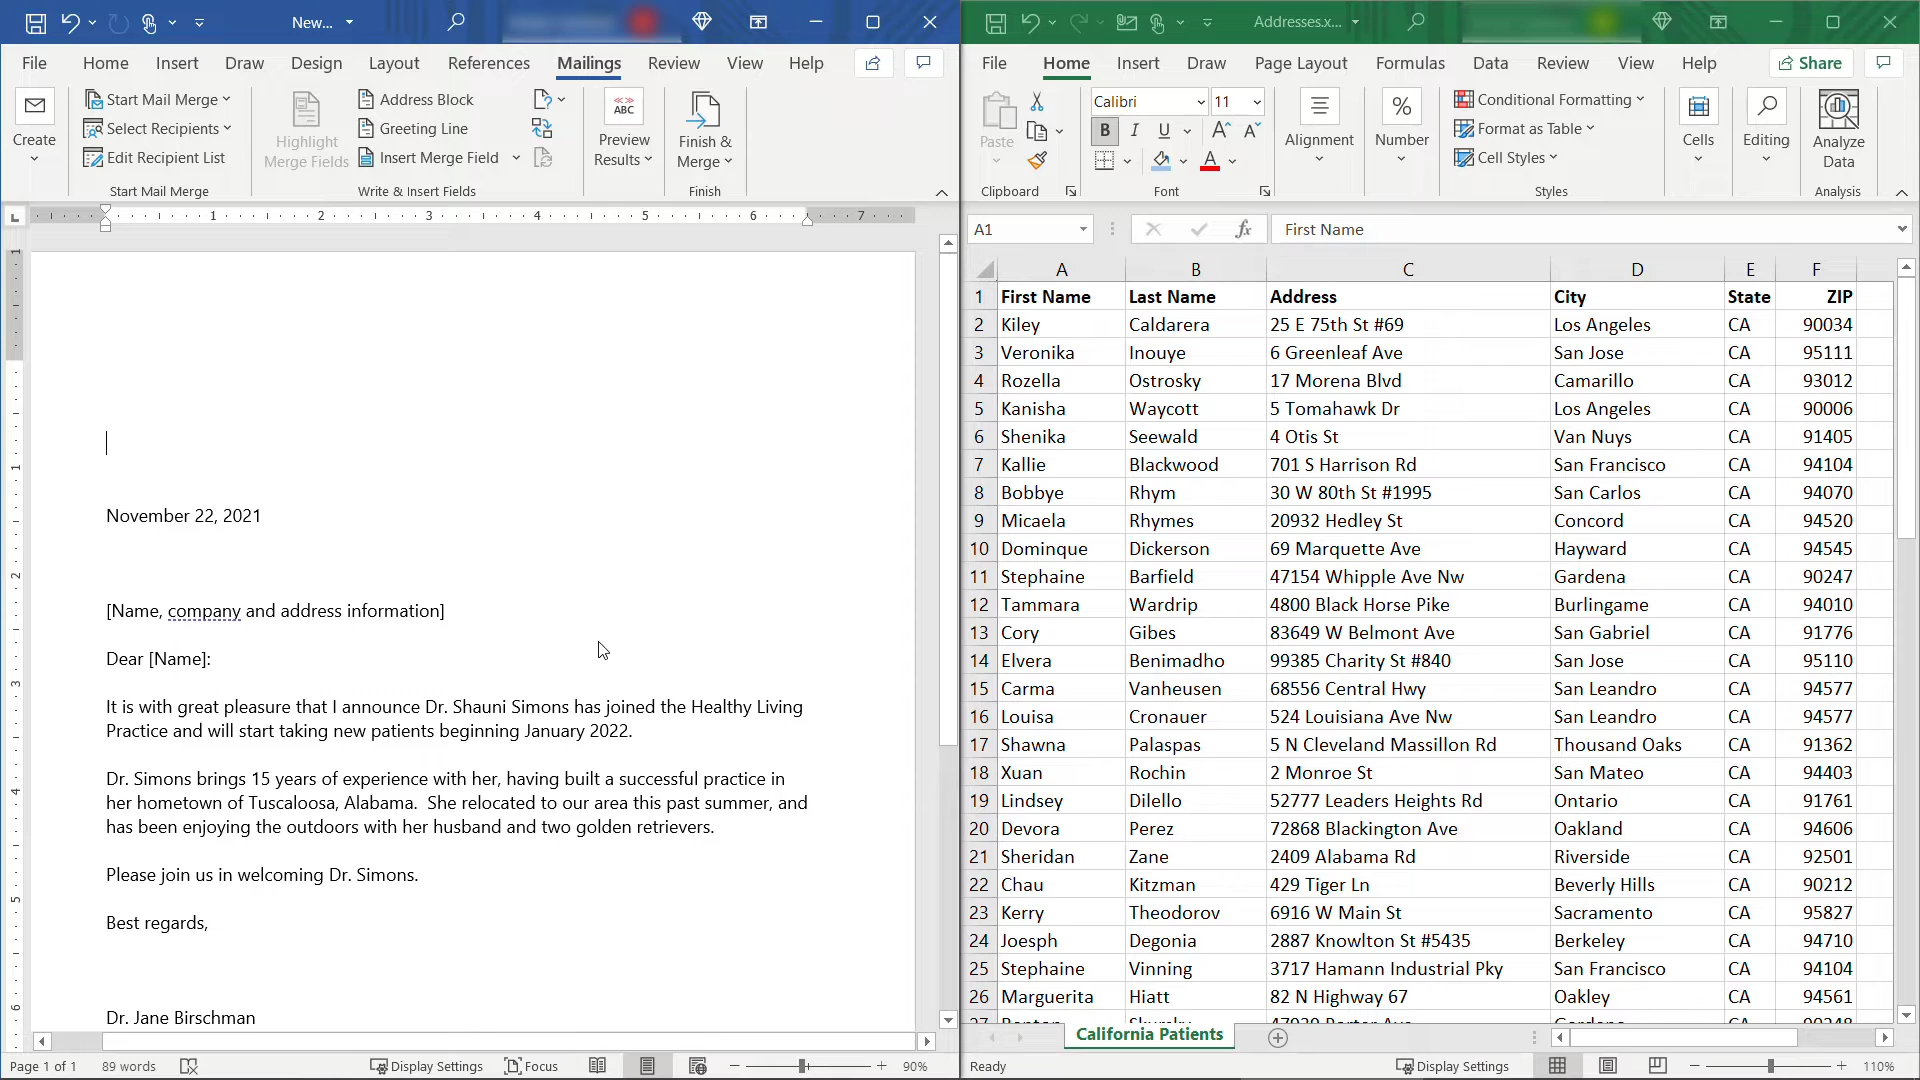 New...
File Home Insert Draw Design Layout References Mailings Review View Help
Create
Start Mail Merge
Select Recipients
Edit Recipient List
Start Mail Merge
Highlight
Merge Fields
Address Block
Greeting Line
Insert Merge Field
Write & Insert Fields
ABC
Preview
Results
Finish &
Merge
Finish
1 2 3 4 5 6 7
November 22, 2021
[Name, company and address information]
Dear [Name]:
It is with great pleasure that I announce Dr. Shauni Simons has joined the Healthy Living
Practice and will start taking new patients beginning January 2022.
Dr. Simons brings 15 years of experience with her, having built a successful practice in
her hometown of Tuscaloosa, Alabama.  She relocated to our area this past summer, and
has been enjoying the outdoors with her husband and two golden retrievers.
Please join us in welcoming Dr. Simons.
Best regards,
Dr. Jane Birschman
Page 1 of 1 89 words Display Settings Focus 90%
Addresses.x...
File Home Insert Draw Page Layout Formulas Data Review View Help Share
Paste
Clipboard
Calibri 11
B I U A A
A
Font
Alignment
%
Number
Conditional Formatting
Format as Table
Cell Styles
Styles
Cells
Editing
Analyze
Data
Analysis
A1 fx First Name
A B C D E F
1 First Name Last Name Address City State ZIP
2 Kiley Caldarera 25 E 75th St #69 Los Angeles CA 90034
3 Veronika Inouye 6 Greenleaf Ave San Jose CA 95111
4 Rozella Ostrosky 17 Morena Blvd Camarillo CA 93012
5 Kanisha Waycott 5 Tomahawk Dr Los Angeles CA 90006
6 Shenika Seewald 4 Otis St Van Nuys CA 91405
7 Kallie Blackwood 701 S Harrison Rd San Francisco CA 94104
8 Bobbye Rhym 30 W 80th St #1995 San Carlos CA 94070
9 Micaela Rhymes 20932 Hedley St Concord CA 94520
10 Dominque Dickerson 69 Marquette Ave Hayward CA 94545
11 Stephaine Barfield 47154 Whipple Ave Nw Gardena CA 90247
12 Tammara Wardrip 4800 Black Horse Pike Burlingame CA 94010
13 Cory Gibes 83649 W Belmont Ave San Gabriel CA 91776
14 Elvera Benimadho 99385 Charity St #840 San Jose CA 95110
15 Carma Vanheusen 68556 Central Hwy San Leandro CA 94577
16 Louisa Cronauer 524 Louisiana Ave Nw San Leandro CA 94577
17 Shawna Palaspas 5 N Cleveland Massillon Rd Thousand Oaks CA 91362
18 Xuan Rochin 2 Monroe St San Mateo CA 94403
19 Lindsey Dilello 52777 Leaders Heights Rd Ontario CA 91761
20 Devora Perez 72868 Blackington Ave Oakland CA 94606
21 Sheridan Zane 2409 Alabama Rd Riverside CA 92501
22 Chau Kitzman 429 Tiger Ln Beverly Hills CA 90212
23 Kerry Theodorov 6916 W Main St Sacramento CA 95827
24 Joesph Degonia 2887 Knowlton St #5435 Berkeley CA 94710
25 Stephaine Vinning 3717 Hamann Industrial Pky San Francisco CA 94104
26 Marguerita Hiatt 82 N Highway 67 Oakley CA 94561
California Patients
Ready Display Settings 110%